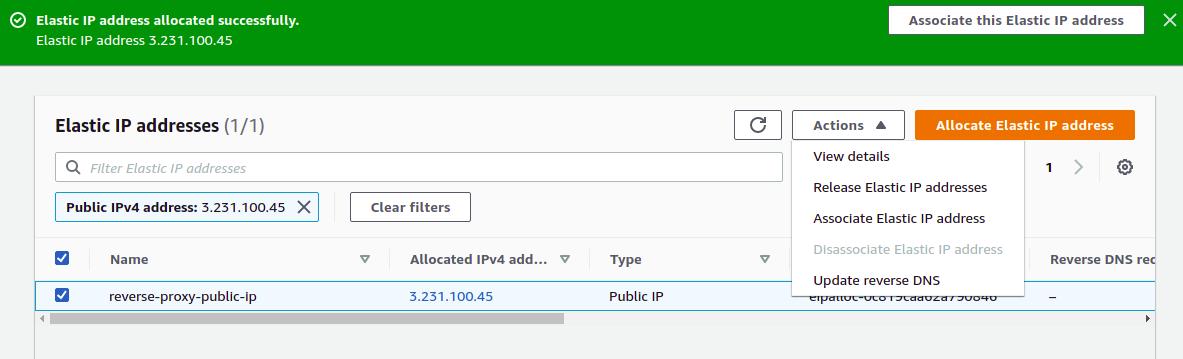 Elastic IP address allocated successfully.
Associate this Elastic IP address
Elastic IP address 3.231.100.45
Elastic IP addresses (1/1)
Actions
Allocate Elastic IP address
Filter Elastic IP addresses
1
Public IPv4 address: 3.231.100.45
Clear filters
View details
Release Elastic IP addresses
Associate Elastic IP address
Disassociate Elastic IP address
Update reverse DNS
Name
Allocated IPv4 add...
Type
Reverse DNS rec
reverse-proxy-public-ip
3.231.100.45
Public IP
–